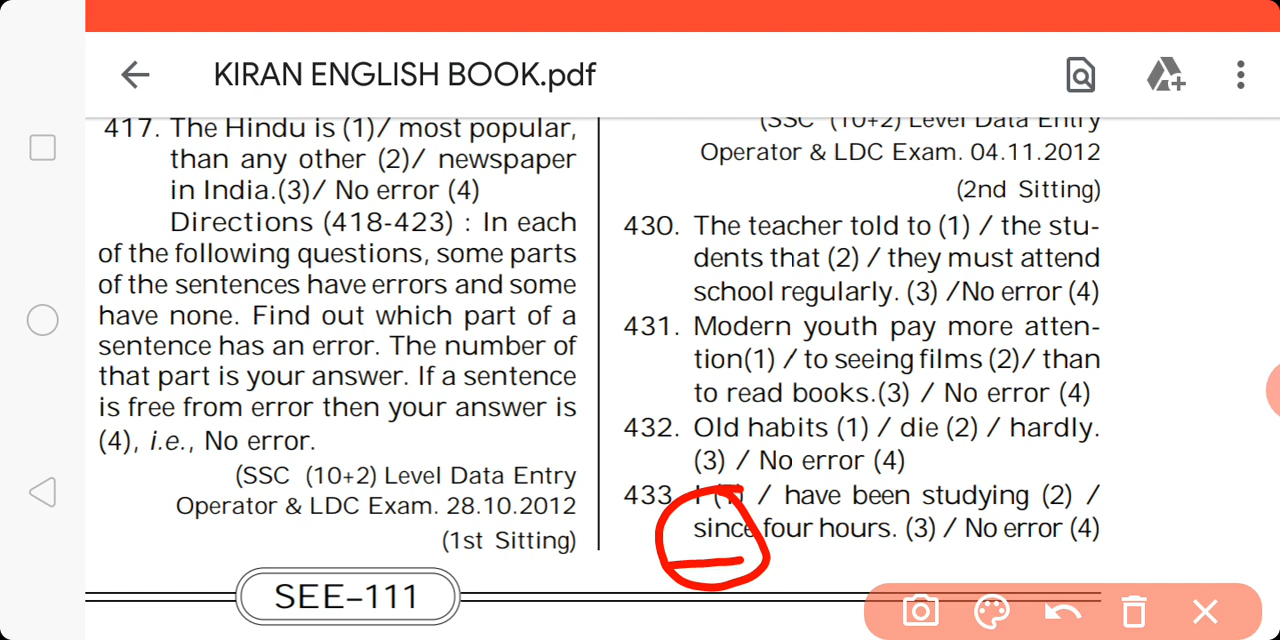 KIRAN ENGLISH BOOK.pdf
417. The Hindu is (1)/ most popular,
than any other (2)/ newspaper
in India.(3)/ No error (4)
Directions (418-423) : In each
of the following questions, some parts
of the sentences have errors and some
have none. Find out which part of a
sentence has an error. The number of
that part is your answer. If a sentence
is free from error then your answer is
(4), i.e., No error.
(SSC (10+2) Level Data Entry
Operator & LDC Exam. 28.10.2012
(1st Sitting)
(SSC (10+2) Level Data Entry
Operator & LDC Exam. 04.11.2012
(2nd Sitting)
430. The teacher told to (1) / the stu-
dents that (2) / they must attend
school regularly. (3) /No error (4)
431. Modern youth pay more atten-
tion(1) / to seeing films (2)/ than
to read books.(3) / No error (4)
432. Old habits (1) / die (2) / hardly.
(3) / No error (4)
433. I (1) / have been studying (2) /
since four hours. (3) / No error (4)
SEE–111